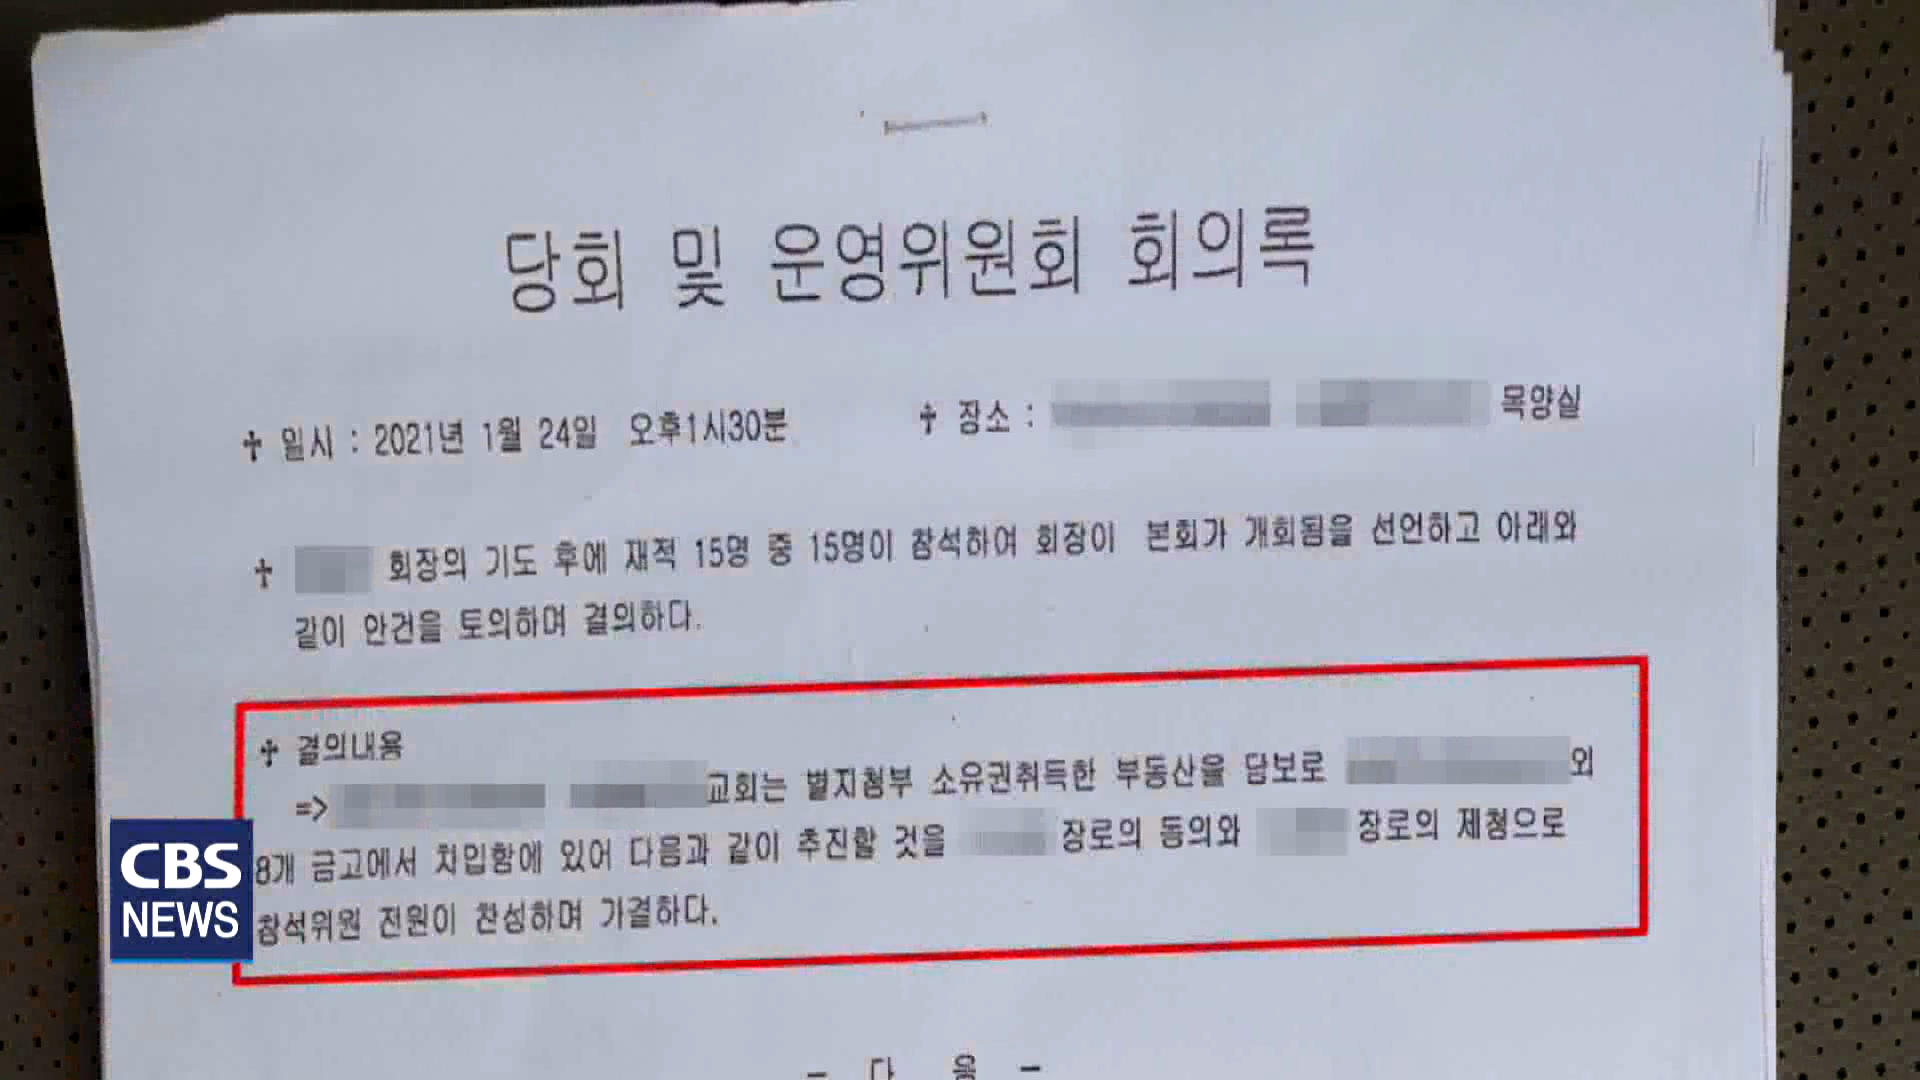 당회 및 운영위원회 회의록
✝ 일시 : 2021년 1월 24일 오후1시30분 ✝ 장소 : 목양실
✝ 회장의 기도 후에 재적 15명 중 15명이 참석하여 회장이 본회가 개회됨을 선언하고 아래와
같이 안건을 토의하며 결의하다.
✝ 결의내용
=> 교회는 별지첨부 소유권취득한 부동산을 담보로 외
8개 금고에서 차입함에 있어 다음과 같이 추진할 것을 장로의 동의와 장로의 제청으로
참석위원 전원이 찬성하며 가결하다.
- 다 음 -
CBS
NEWS